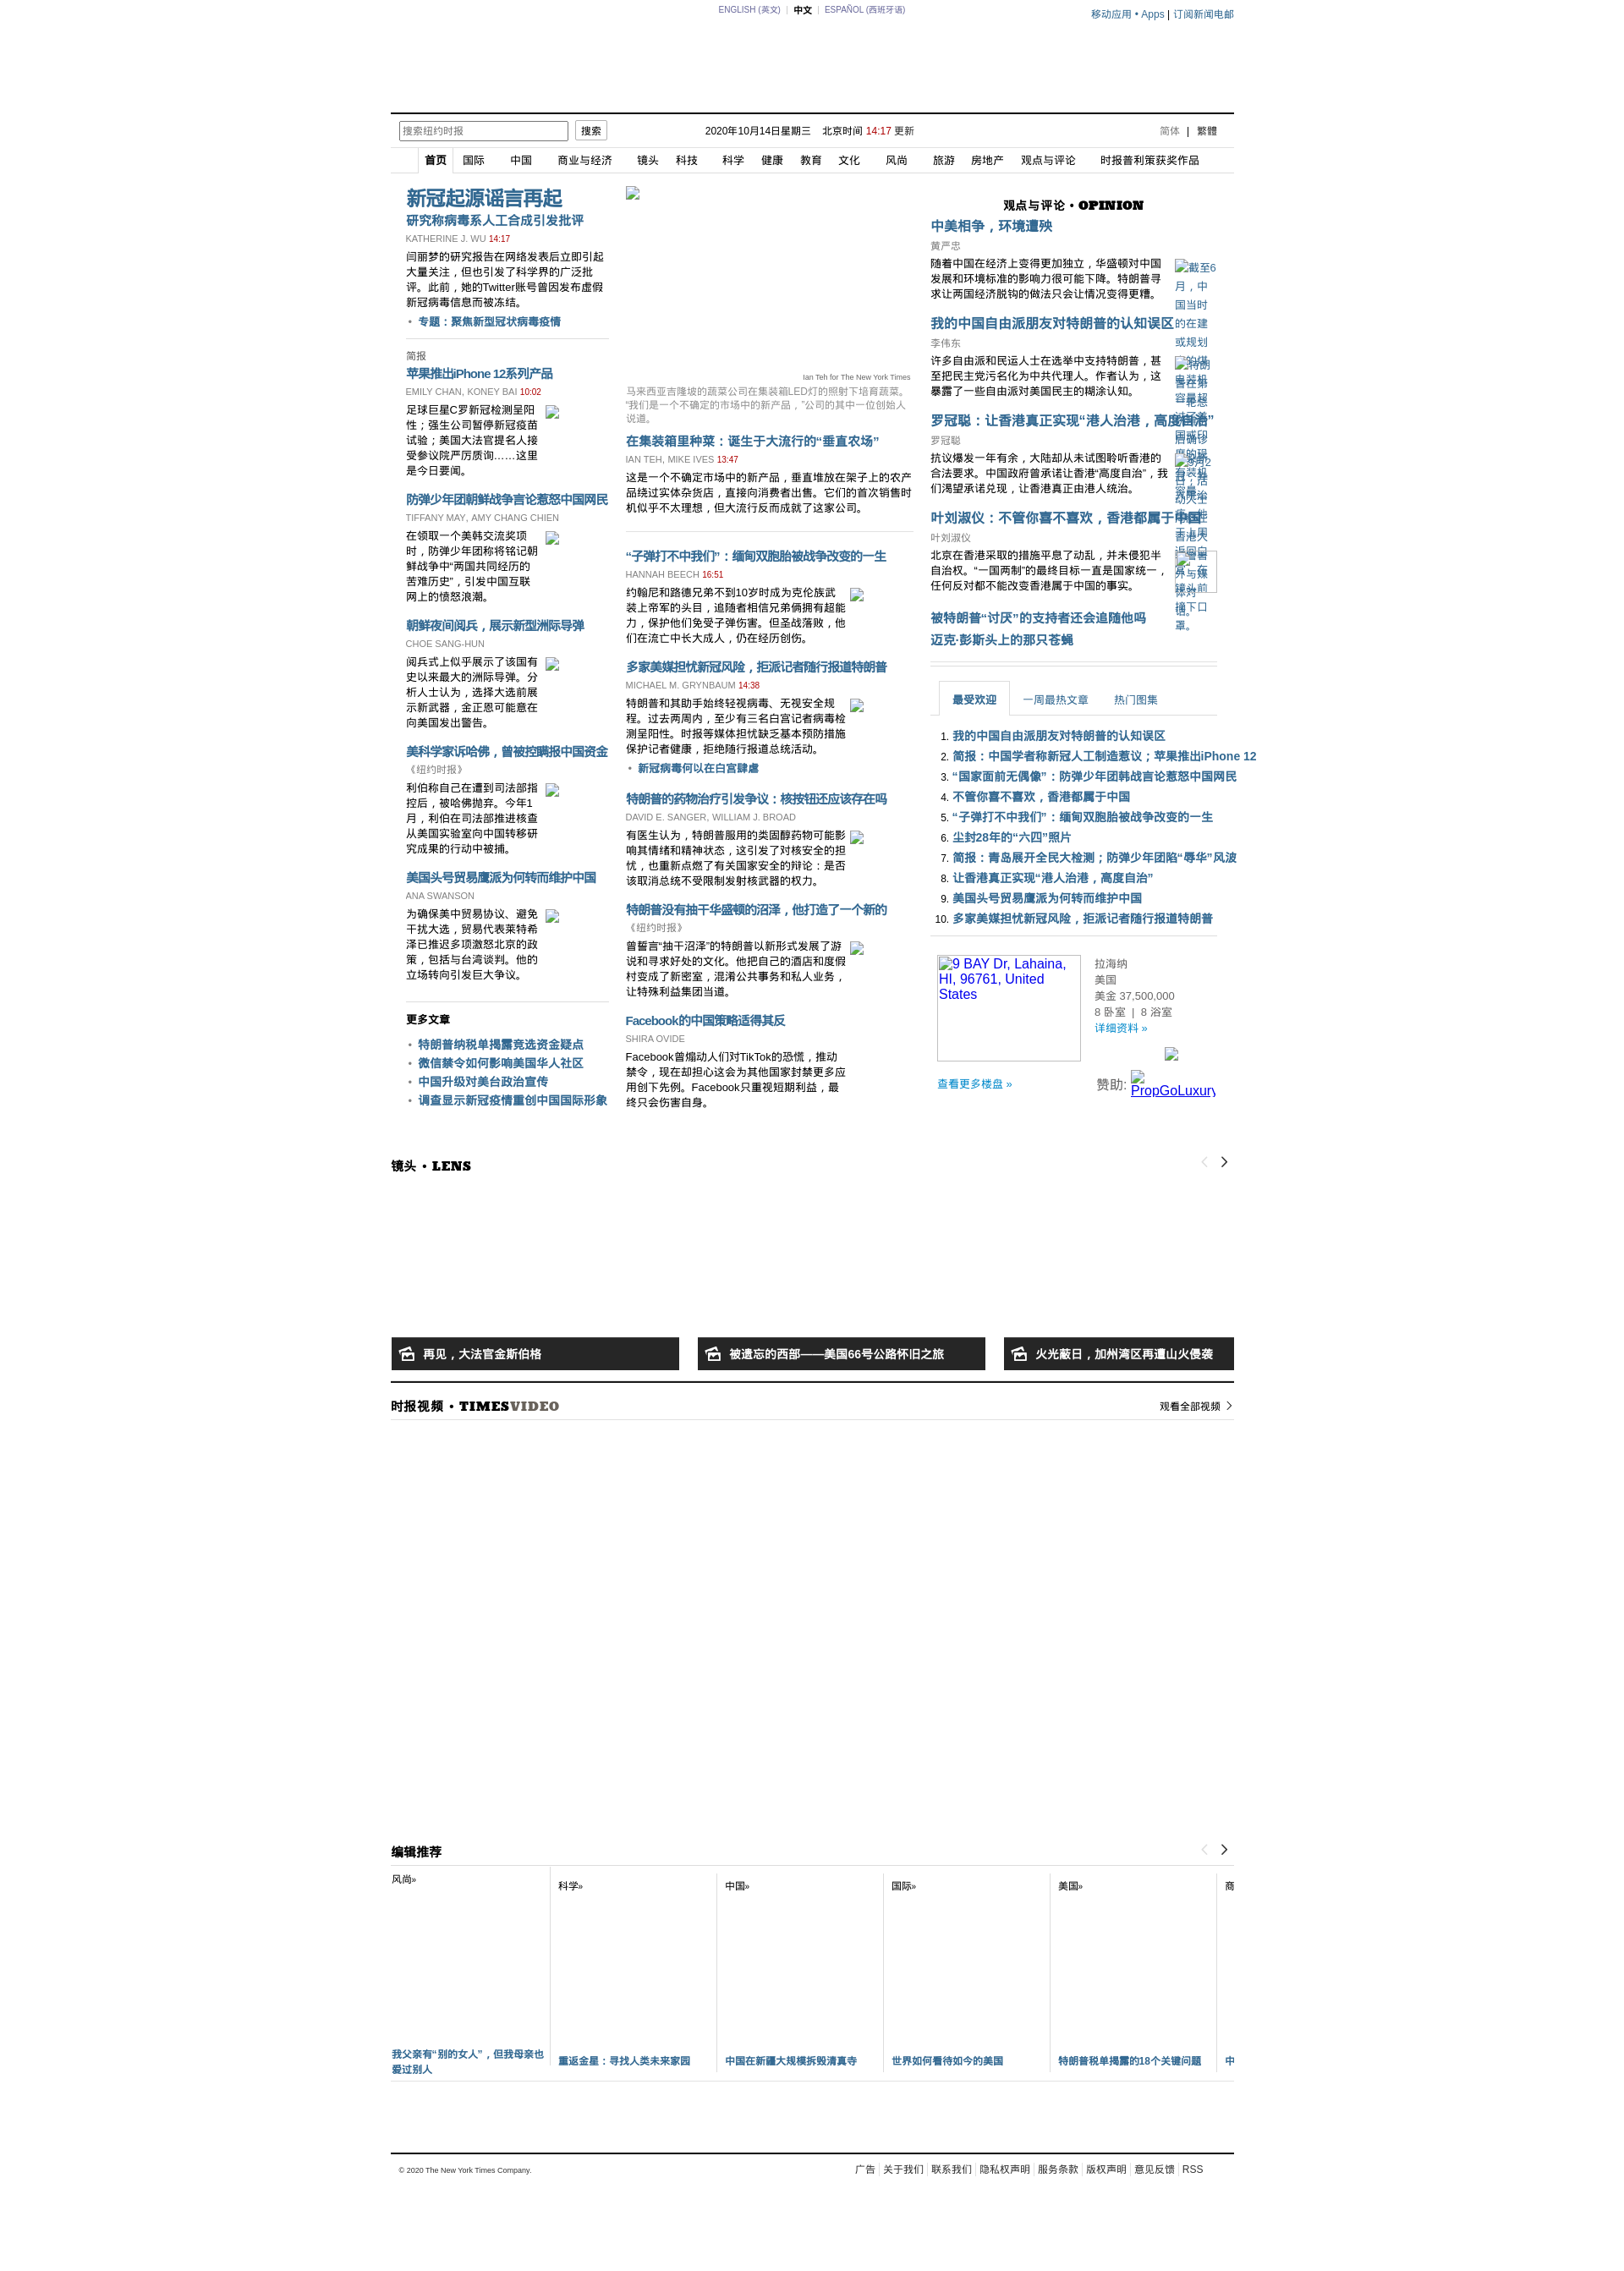 ENGLISH (英文) | 中文 | ESPAÑOL (西班牙语)
移动应用 • Apps | 订阅新闻电邮
搜索纽约时报 搜索
2020年10月14日星期三 北京时间 14:17 更新
简体 | 繁體
首页 国际 中国 商业与经济 镜头 科技 科学 健康 教育 文化 风尚 旅游 房地产 观点与评论 时报普利策获奖作品
新冠起源谣言再起
研究称病毒系人工合成引发批评
KATHERINE J. WU 14:17
闫丽梦的研究报告在网络发表后立即引起
大量关注，但也引发了科学界的广泛批
评。此前，她的Twitter账号曾因发布虚假
新冠病毒信息而被冻结。
• 专题：聚焦新型冠状病毒疫情
简报
苹果推出iPhone 12系列产品
EMILY CHAN, KONEY BAI 10:02
足球巨星C罗新冠检测呈阳
性；强生公司暂停新冠疫苗
试验；美国大法官提名人接
受参议院严厉质询……这里
是今日要闻。
防弹少年团朝鲜战争言论惹怒中国网民
TIFFANY MAY, AMY CHANG CHIEN
在领取一个美韩交流奖项
时，防弹少年团称将铭记朝
鲜战争中“两国共同经历的
苦难历史”，引发中国互联
网上的愤怒浪潮。
朝鲜夜间阅兵，展示新型洲际导弹
CHOE SANG-HUN
阅兵式上似乎展示了该国有
史以来最大的洲际导弹。分
析人士认为，选择大选前展
示新武器，金正恩可能意在
向美国发出警告。
美科学家诉哈佛，曾被控瞒报中国资金
《纽约时报》
利伯称自己在遭到司法部指
控后，被哈佛抛弃。今年1
月，利伯在司法部推进核查
从美国实验室向中国转移研
究成果的行动中被捕。
美国头号贸易鹰派为何转而维护中国
ANA SWANSON
为确保美中贸易协议、避免
干扰大选，贸易代表莱特希
泽已推迟多项激怒北京的政
策，包括与台湾谈判。他的
立场转向引发巨大争议。
更多文章
• 特朗普纳税单揭露竞选资金疑点
• 微信禁令如何影响美国华人社区
• 中国升级对美台政治宣传
• 调查显示新冠疫情重创中国国际形象
Ian Teh for The New York Times
马来西亚吉隆坡的蔬菜公司在集装箱LED灯的照射下培育蔬菜。
“我们是一个不确定的市场中的新产品，”公司的其中一位创始人
说道。
在集装箱里种菜：诞生于大流行的“垂直农场”
IAN TEH, MIKE IVES 13:47
这是一个不确定市场中的新产品，垂直堆放在架子上的农产
品绕过实体杂货店，直接向消费者出售。它们的首次销售时
机似乎不太理想，但大流行反而成就了这家公司。
“子弹打不中我们”：缅甸双胞胎被战争改变的一生
HANNAH BEECH 16:51
约翰尼和路德兄弟不到10岁时成为克伦族武
装上帝军的头目，追随者相信兄弟俩拥有超能
力，保护他们免受子弹伤害。但圣战落败，他
们在流亡中长大成人，仍在经历创伤。
多家美媒担忧新冠风险，拒派记者随行报道特朗普
MICHAEL M. GRYNBAUM 14:38
特朗普和其助手始终轻视病毒、无视安全规
程。过去两周内，至少有三名白宫记者病毒检
测呈阳性。时报等媒体担忧缺乏基本预防措施
保护记者健康，拒绝随行报道总统活动。
• 新冠病毒何以在白宫肆虐
特朗普的药物治疗引发争议：核按钮还应该存在吗
DAVID E. SANGER, WILLIAM J. BROAD
有医生认为，特朗普服用的类固醇药物可能影
响其情绪和精神状态，这引发了对核安全的担
忧，也重新点燃了有关国家安全的辩论：是否
该取消总统不受限制发射核武器的权力。
特朗普没有抽干华盛顿的沼泽，他打造了一个新的
《纽约时报》
曾誓言“抽干沼泽”的特朗普以新形式发展了游
说和寻求好处的文化。他把自己的酒店和度假
村变成了新密室，混淆公共事务和私人业务，
让特殊利益集团当道。
Facebook的中国策略适得其反
SHIRA OVIDE
Facebook曾煽动人们对TikTok的恐慌，推动
禁令，现在却担心这会为其他国家封禁更多应
用创下先例。Facebook只重视短期利益，最
终只会伤害自身。
观点与评论 • OPINION
中美相争，环境遭殃
黄严忠
随着中国在经济上变得更加独立，华盛顿对中国
发展和环境标准的影响力很可能下降。特朗普寻
求让两国经济脱钩的做法只会让情况变得更糟。
截至6
月，中
国当时
的在建
或规划
我的中国自由派朋友对特朗普的认知误区
李伟东
许多自由派和民运人士在选举中支持特朗普，甚
至把民主党污名化为中共代理人。作者认为，这
暴露了一些自由派对美国民主的糊涂认知。
罗冠聪：让香港真正实现“港人治港，高度自治”
罗冠聪
抗议爆发一年有余，大陆却从未试图聆听香港的
合法要求。中国政府曾承诺让香港“高度自治”，我
们渴望承诺兑现，让香港真正由港人统治。
叶刘淑仪：不管你喜不喜欢，香港都属于中国
叶刘淑仪
北京在香港采取的措施平息了动乱，并未侵犯半
自治权。“一国两制”的最终目标一直是国家统一，
任何反对都不能改变香港属于中国的事实。
罩。
被特朗普“讨厌”的支持者还会追随他吗
迈克·彭斯头上的那只苍蝇
最受欢迎 一周最热文章 热门图集
1. 我的中国自由派朋友对特朗普的认知误区
2. 简报：中国学者称新冠人工制造惹议；苹果推出iPhone 12
3. “国家面前无偶像”：防弹少年团韩战言论惹怒中国网民
4. 不管你喜不喜欢，香港都属于中国
5. “子弹打不中我们”：缅甸双胞胎被战争改变的一生
6. 尘封28年的“六四”照片
7. 简报：青岛展开全民大检测；防弹少年团陷“辱华”风波
8. 让香港真正实现“港人治港，高度自治”
9. 美国头号贸易鹰派为何转而维护中国
10. 多家美媒担忧新冠风险，拒派记者随行报道特朗普
9 BAY Dr, Lahaina,
HI, 96761, United
States
拉海纳
美国
美金 37,500,000
8 卧室 | 8 浴室
详细资料 »
查看更多楼盘 »
赞助:
PropGoLuxury
镜头 • LENS
再见，大法官金斯伯格
被遗忘的西部——美国66号公路怀旧之旅
火光蔽日，加州湾区再遭山火侵袭
时报视频 • TIMESVIDEO
观看全部视频
编辑推荐
风尚»
科学»
中国»
国际»
美国»
商
我父亲有“别的女人”，但我母亲也
爱过别人
重返金星：寻找人类未来家园
中国在新疆大规模拆毁清真寺
世界如何看待如今的美国
特朗普税单揭露的18个关键问题
中
© 2020 The New York Times Company.
广告 关于我们 联系我们 隐私权声明 服务条款 版权声明 意见反馈 RSS